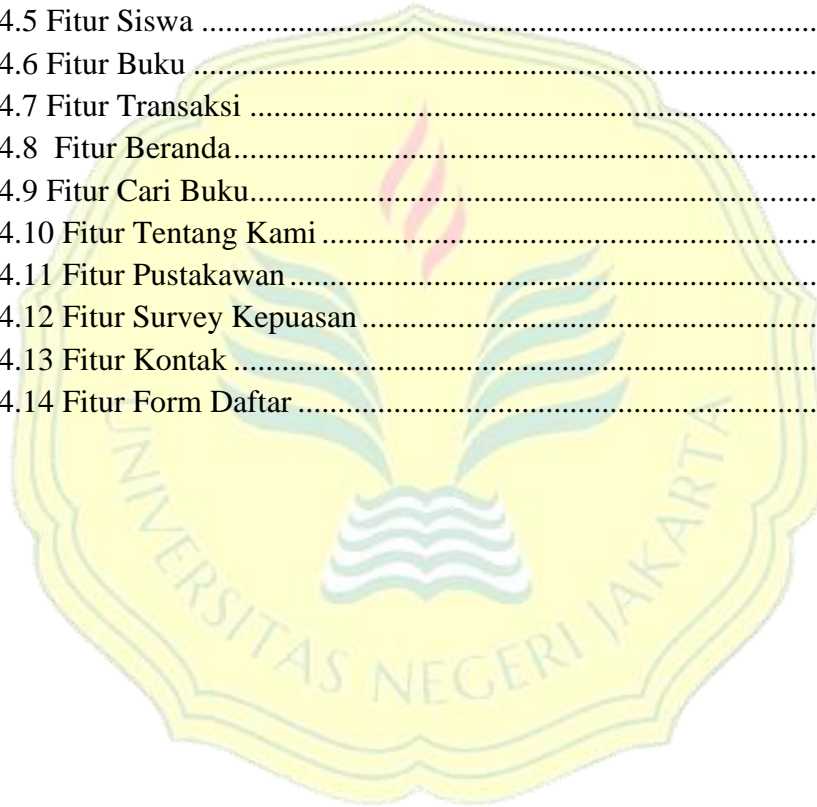 4.5 Fitur Siswa ................................................................................
4.6 Fitur Buku .................................................................................
4.7 Fitur Transaksi ..........................................................................
4.8  Fitur Beranda............................................................................
4.9 Fitur Cari Buku..........................................................................
4.10 Fitur Tentang Kami .................................................................
4.11 Fitur Pustakawan .....................................................................
4.12 Fitur Survey Kepuasan ............................................................
4.13 Fitur Kontak ............................................................................
4.14 Fitur Form Daftar ....................................................................
UNIVERSITAS NEGERI JAKARTA